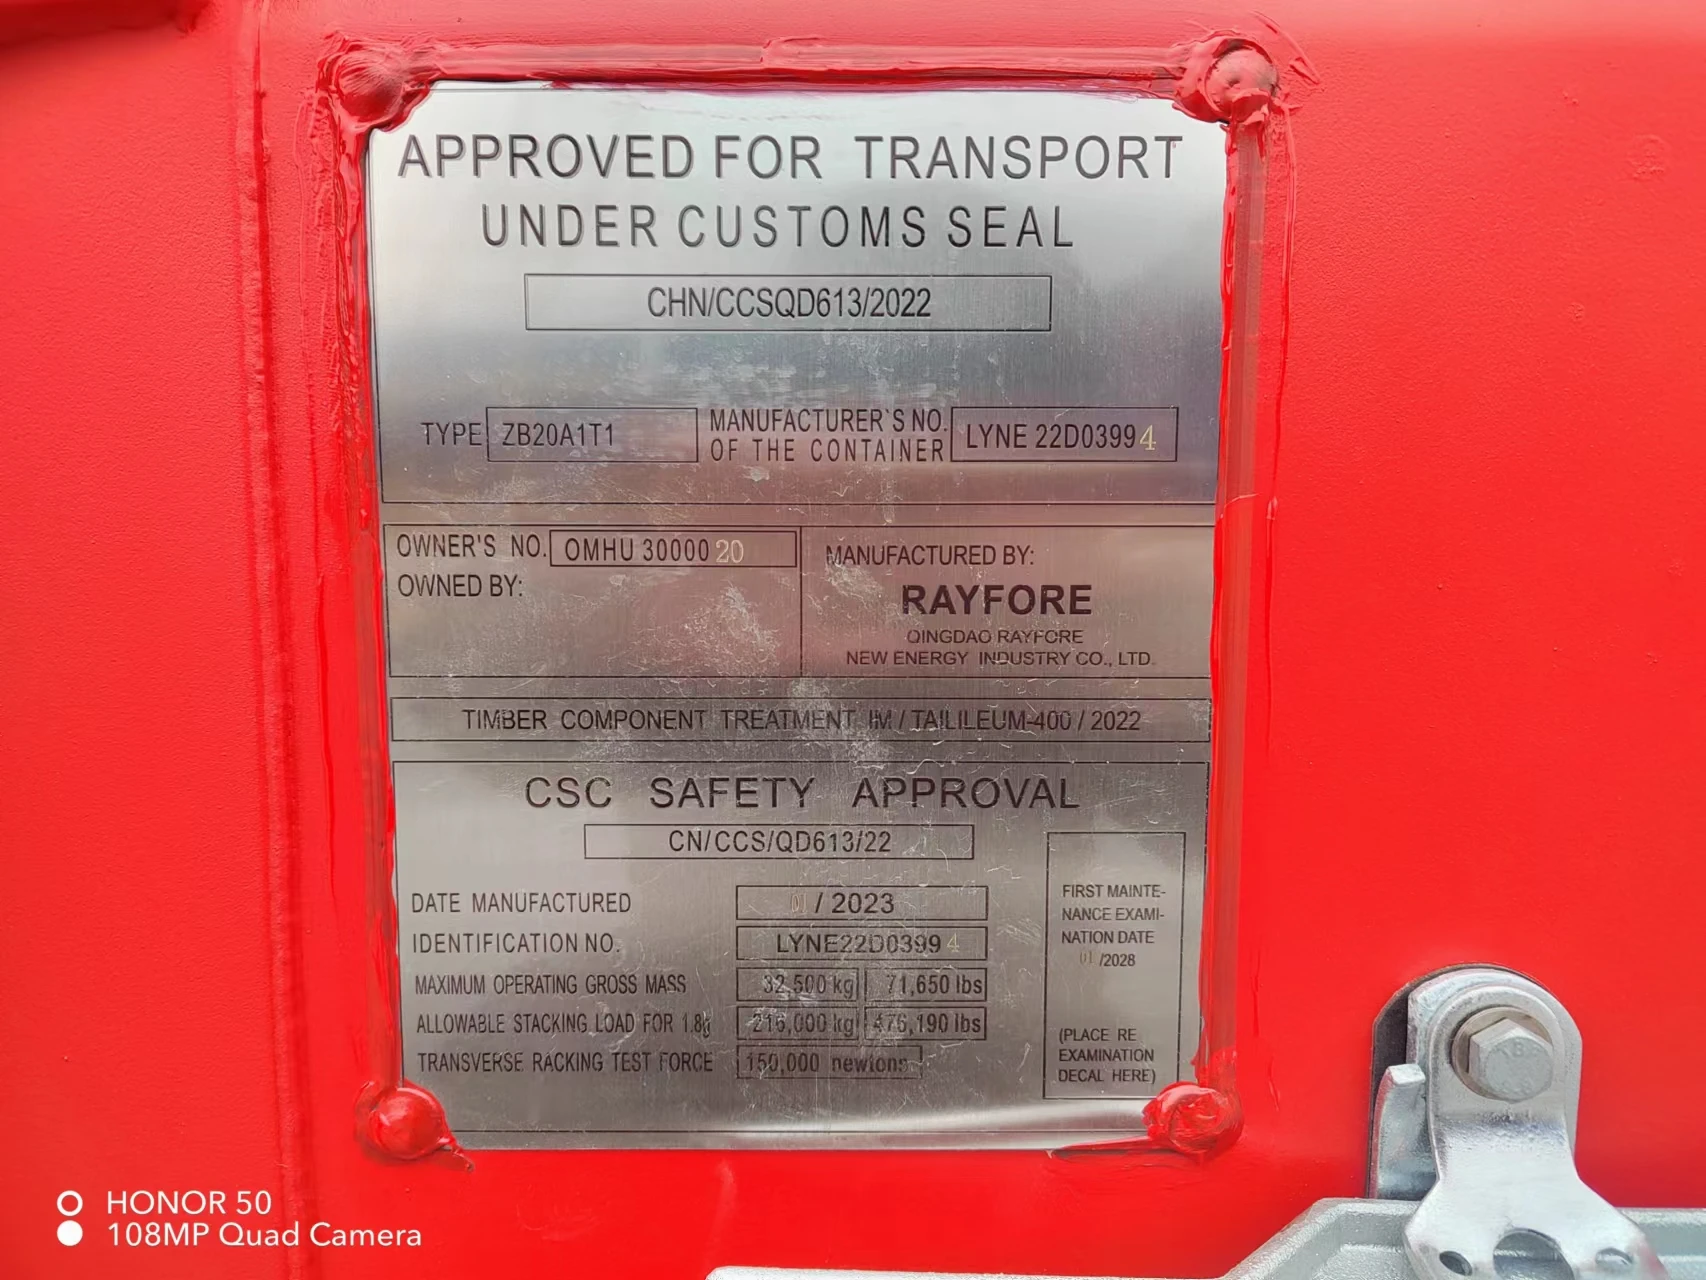 APPROVED FOR TRANSPORT
UNDER CUSTOMS SEAL
CHN/CCSQD613/2022
TYPE ZB20A1T1
MANUFACTURER`S NO.
OF THE CONTAINER
LYNE 22D03994
OWNER'S NO. OMHU 3000020
OWNED BY:
MANUFACTURED BY:
RAYFORE
QINGDAO RAYFORE
NEW ENERGY INDUSTRY CO., LTD.
TIMBER COMPONENT TREATMENT IM / TAILILEUM-400 / 2022
CSC SAFETY APPROVAL
CN/CCS/QD613/22
DATE MANUFACTURED 01 / 2023
IDENTIFICATION NO. LYNE22D03994
MAXIMUM OPERATING GROSS MASS 32,500 kg 71,650 lbs
ALLOWABLE STACKING LOAD FOR 1.8g 216,000 kg 476,190 lbs
TRANSVERSE RACKING TEST FORCE 150,000 newtons
FIRST MAINTE-
NANCE EXAMI-
NATION DATE
01 /2028
(PLACE RE
EXAMINATION
DECAL HERE)
HONOR 50
108MP Quad Camera